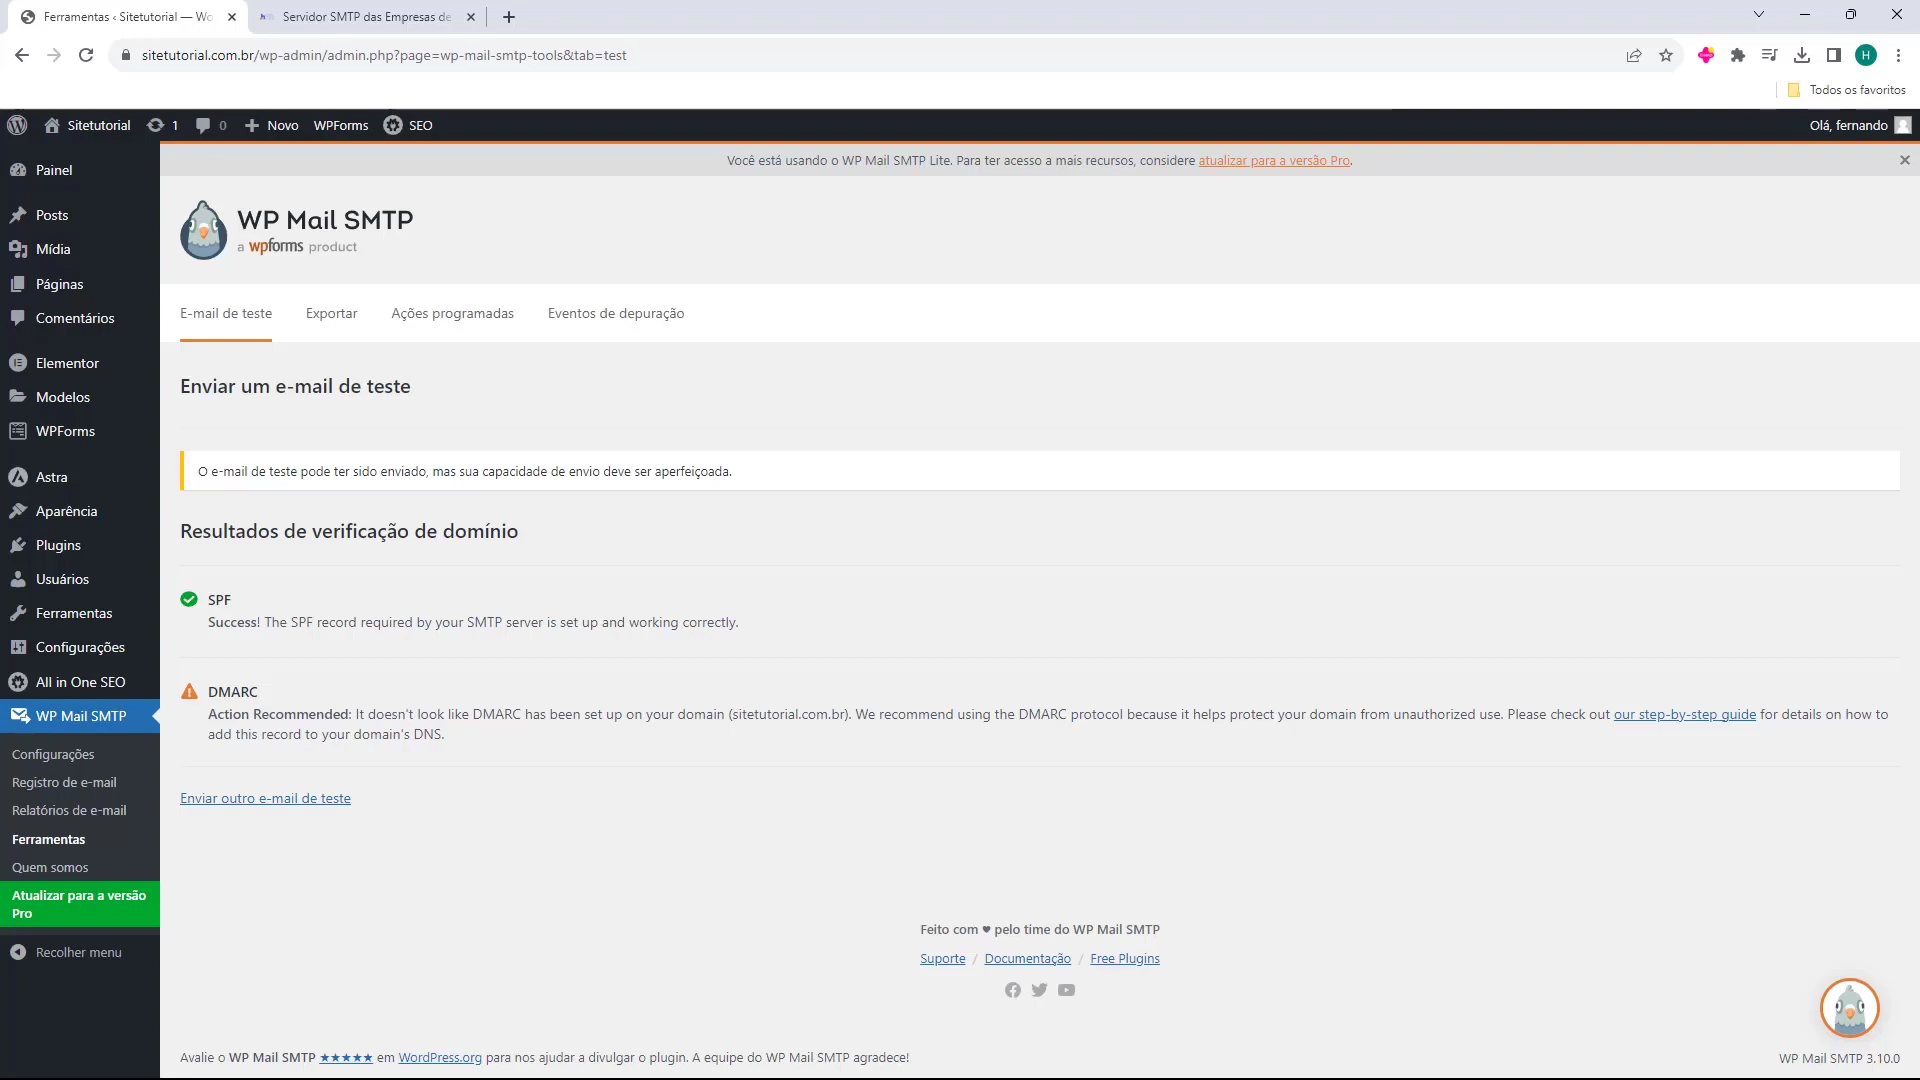 Ferramentas ‹ Sitetutorial — Wo
Servidor SMTP das Empresas de
sitetutorial.com.br/wp-admin/admin.php?page=wp-mail-smtp-tools&tab=test
H
Todos os favoritos
Sitetutorial
1
0
Novo
WPForms
SEO
Olá, fernando
Painel
Posts
Mídia
Páginas
Comentários
Elementor
Modelos
WPForms
Astra
Aparência
Plugins
Usuários
Ferramentas
Configurações
All in One SEO
WP Mail SMTP
Configurações
Registro de e-mail
Relatórios de e-mail
Ferramentas
Quem somos
Atualizar para a versão
Pro
Recolher menu
Você está usando o WP Mail SMTP Lite. Para ter acesso a mais recursos, considere atualizar para a versão Pro.
WP Mail SMTP
a wpforms product
E-mail de teste
Exportar
Ações programadas
Eventos de depuração
Enviar um e-mail de teste
O e-mail de teste pode ter sido enviado, mas sua capacidade de envio deve ser aperfeiçoada.
Resultados de verificação de domínio
SPF
Success! The SPF record required by your SMTP server is set up and working correctly.
DMARC
Action Recommended: It doesn't look like DMARC has been set up on your domain (sitetutorial.com.br). We recommend using the DMARC protocol because it helps protect your domain from unauthorized use. Please check out our step-by-step guide for details on how to
add this record to your domain's DNS.
Enviar outro e-mail de teste
Feito com ♥ pelo time do WP Mail SMTP
Suporte / Documentação / Free Plugins
Avalie o WP Mail SMTP ★★★★★ em WordPress.org para nos ajudar a divulgar o plugin. A equipe do WP Mail SMTP agradece!
WP Mail SMTP 3.10.0